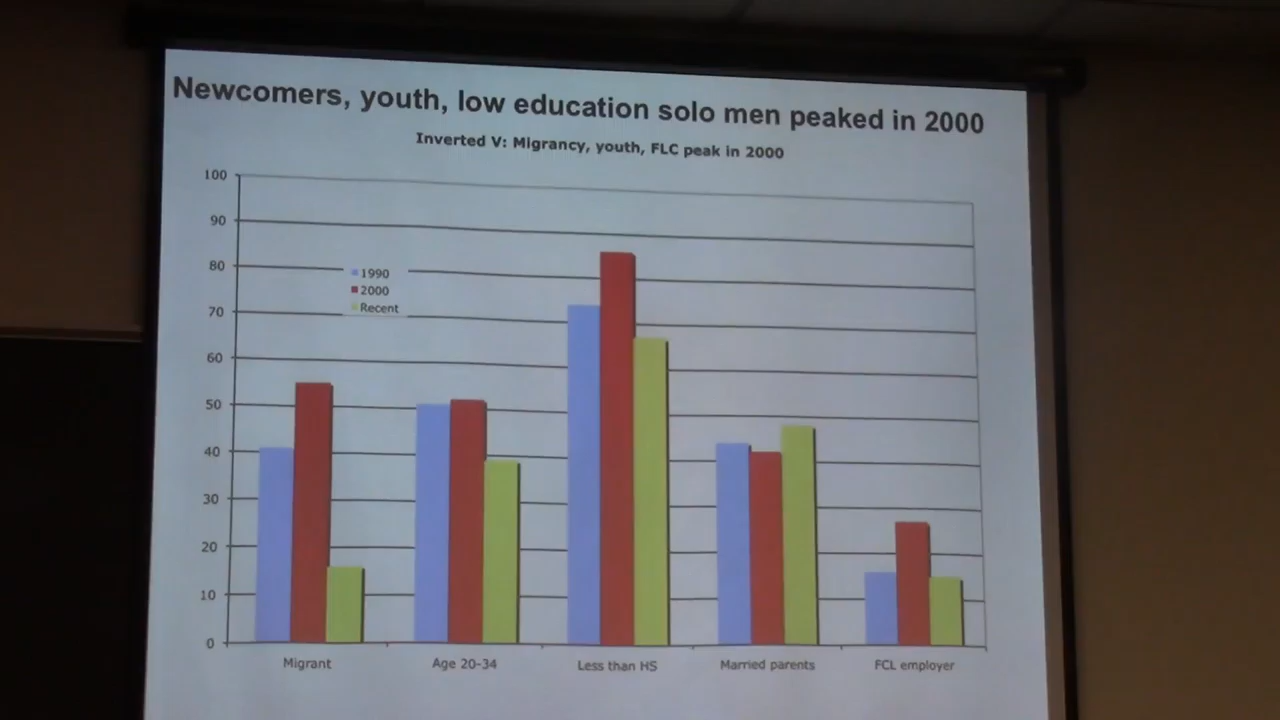 Newcomers, youth, low education solo men peaked in 2000
Inverted V: Migrancy, youth, FLC peak in 2000
100
90
80
70
60
50
40
30
20
10
0
1990
2000
Recent
Migrant
Age 20-34
Less than HS
Married parents
FCL employer